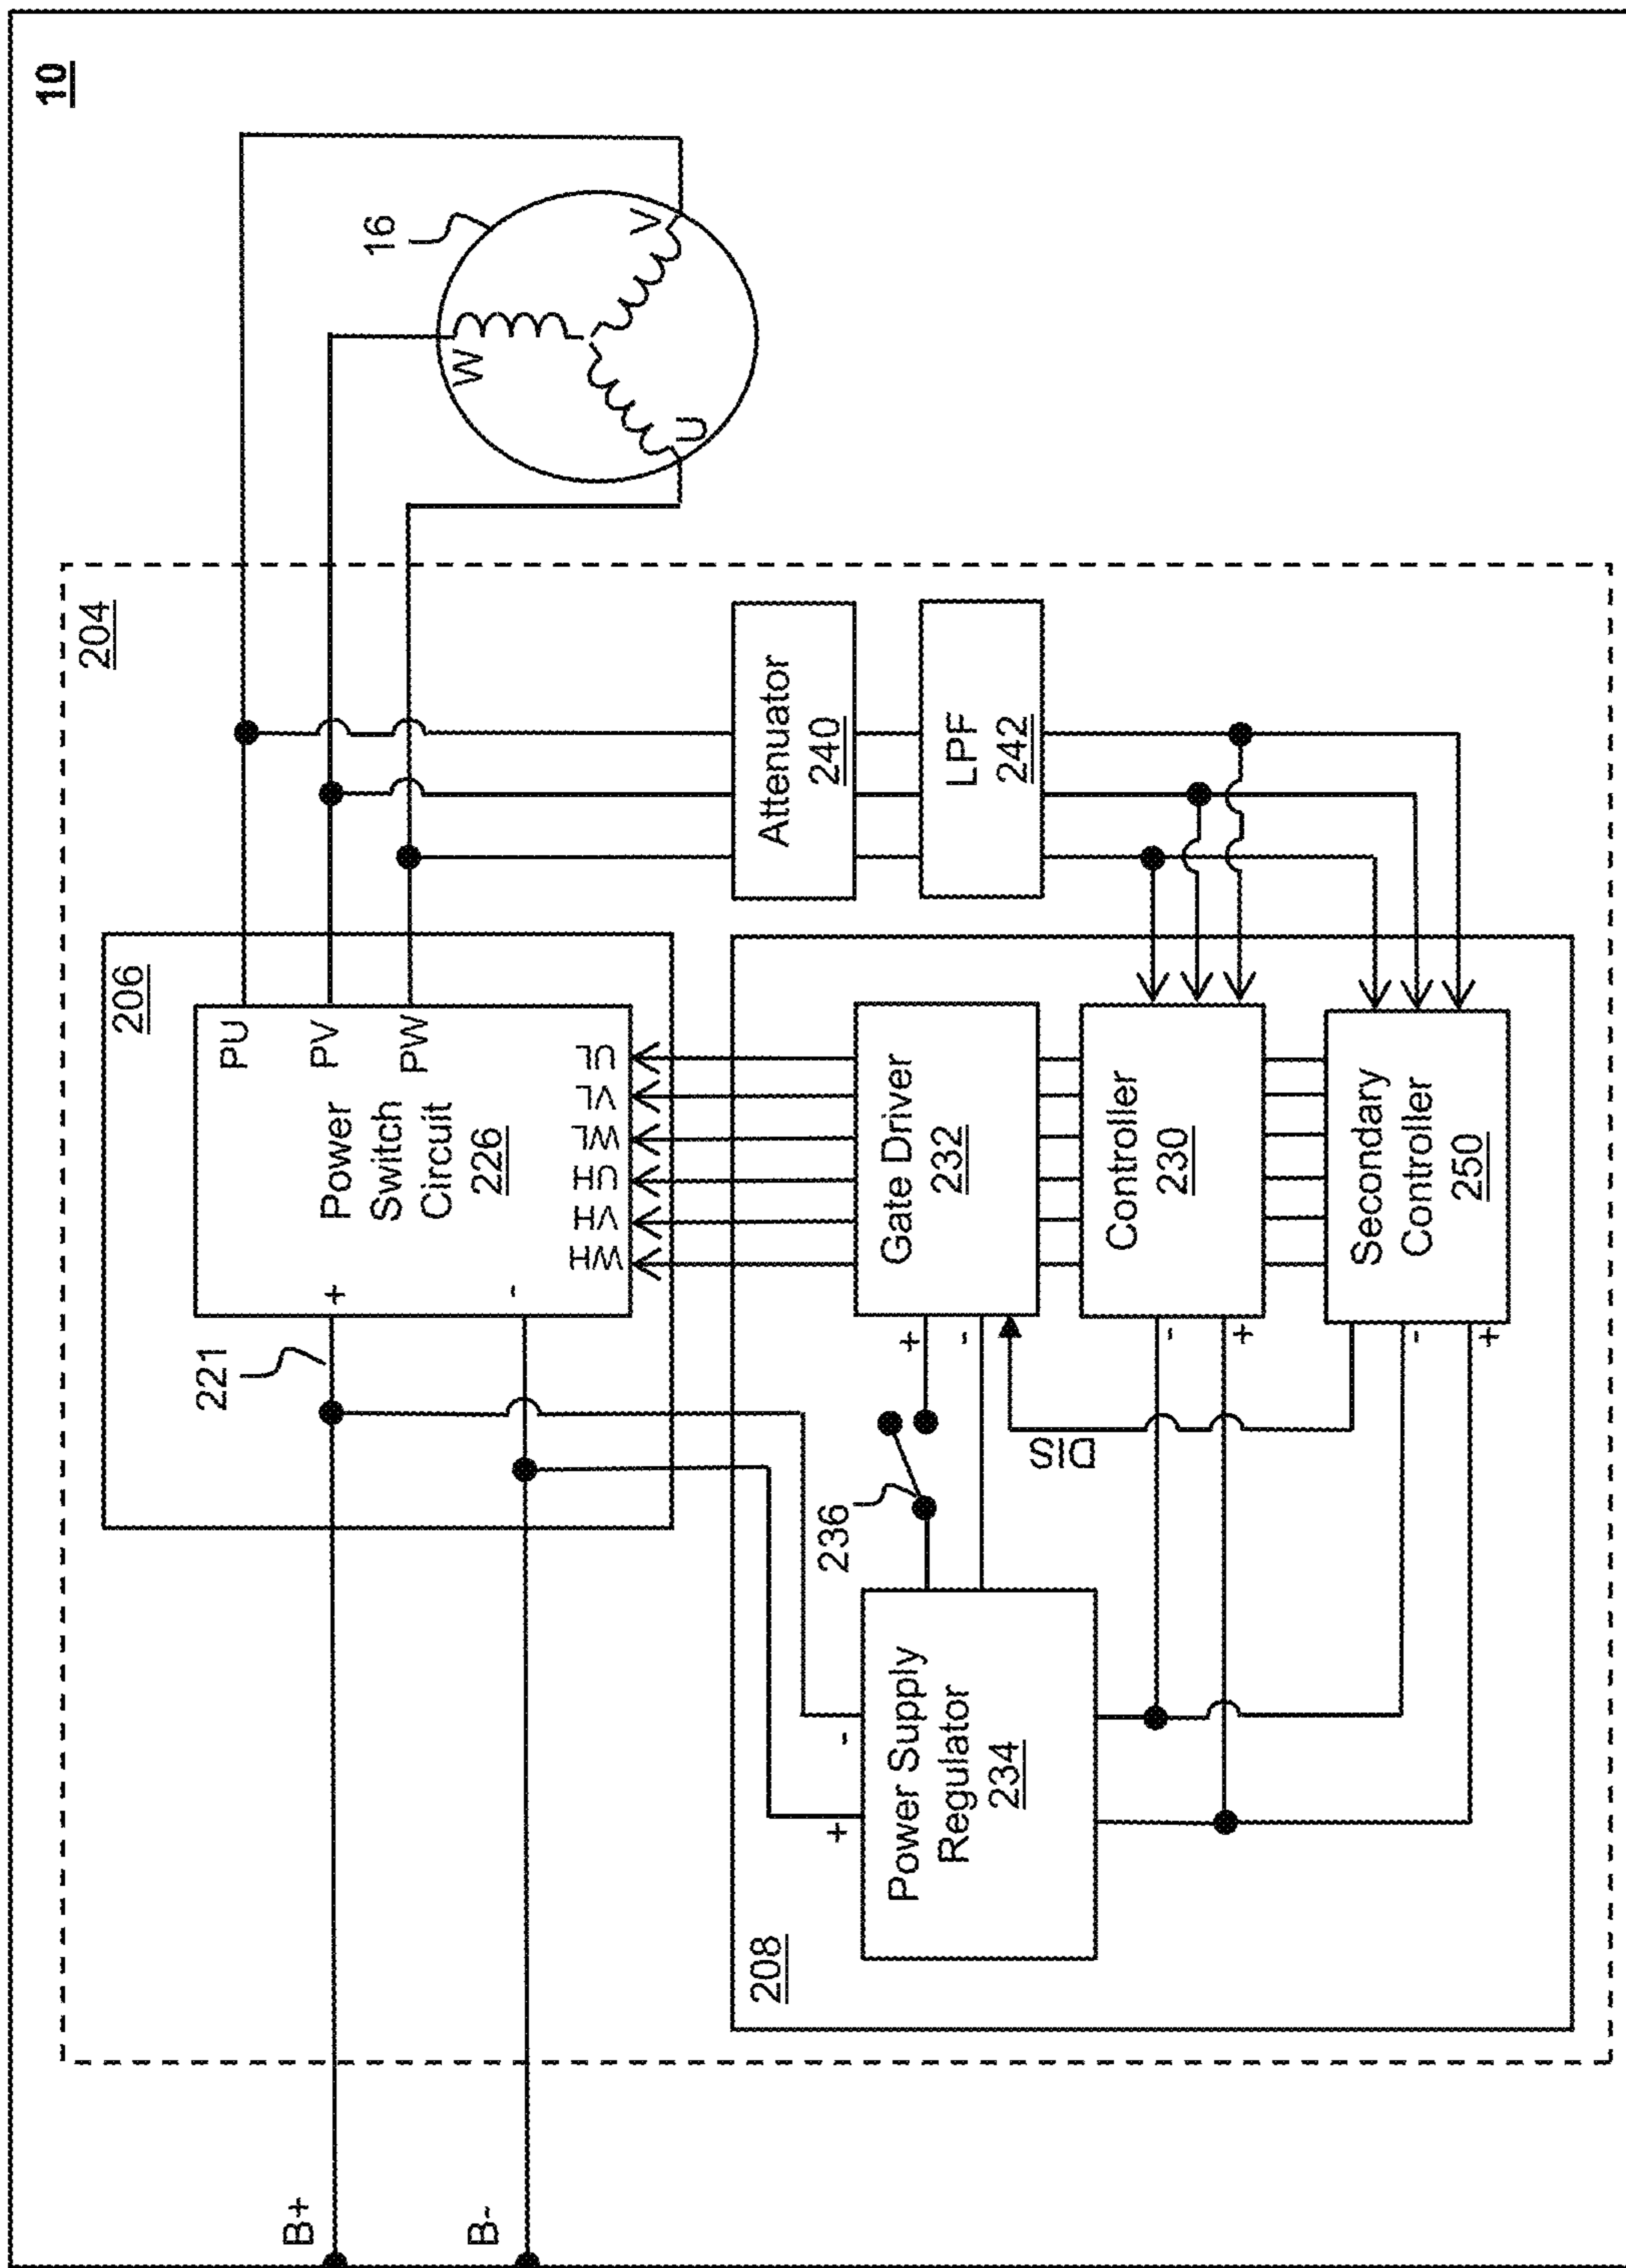 10
16
W
V
U
204
206
PU
PV
PW
Power
Switch
Circuit
226
+
-
UL
VL
WL
UH
VH
WH
221
B+
B-
Attenuator
240
LPF
242
208
Gate Driver
232
+
-
236
DIS
Controller
230
-
+
Secondary
Controller
250
-
+
Power Supply
Regulator
234
-
+